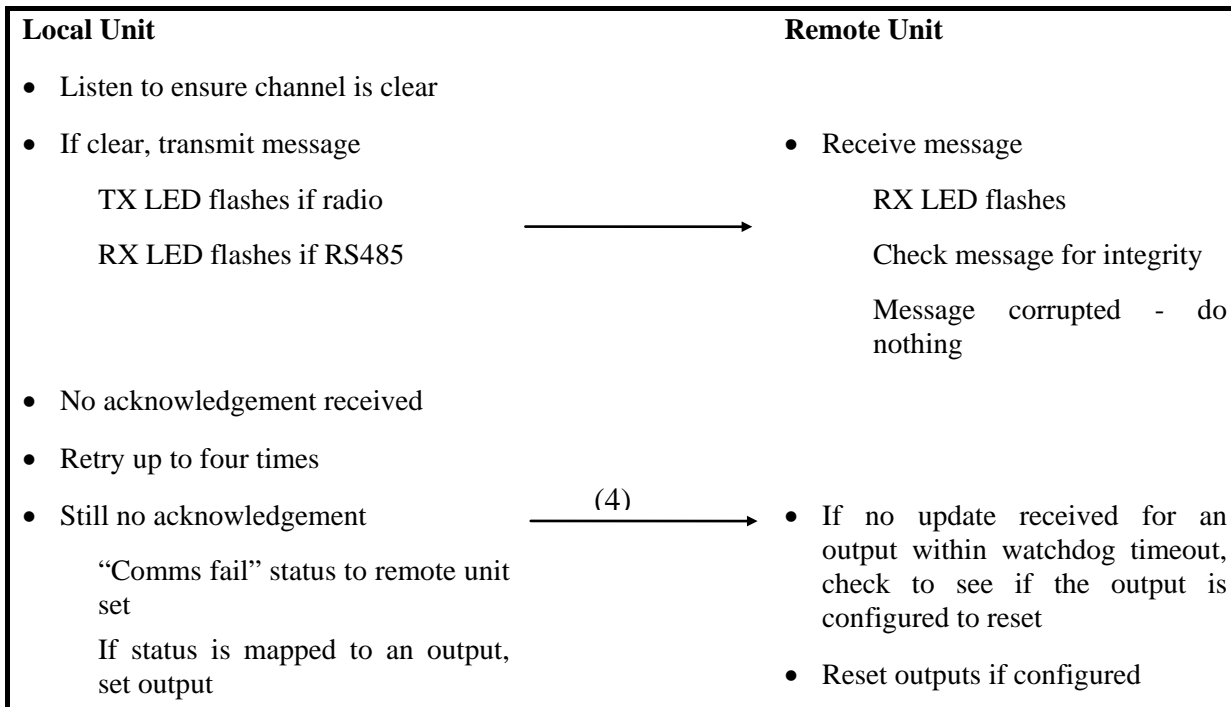 Local Unit
Remote Unit
• Listen to ensure channel is clear
• If clear, transmit message
TX LED flashes if radio
RX LED flashes if RS485
• Receive message
RX LED flashes
Check message for integrity
Message corrupted - do
nothing
• No acknowledgement received
• Retry up to four times
• Still no acknowledgement
“Comms fail” status to remote unit
set
If status is mapped to an output,
set output
(4)
• If no update received for an
output within watchdog timeout,
check to see if the output is
configured to reset
• Reset outputs if configured